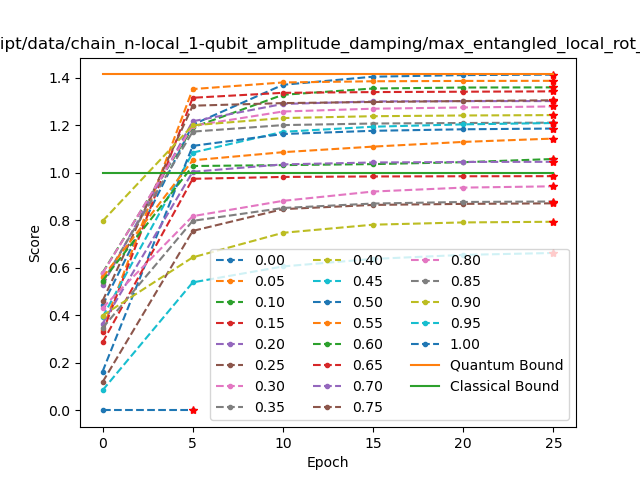 ipt/data/chain_n-local_1-qubit_amplitude_damping/max_entangled_local_rot_
1.4
1.2
1.0
0.8
0.6
0.4
0.2
0.0
Score
0.00 0.40 0.80
0.05 0.45 0.85
0.10 0.50 0.90
0.15 0.55 0.95
0.20 0.60 1.00
0.25 0.65 Quantum Bound
0.30 0.70 Classical Bound
0.35 0.75
0 5 10 15 20 25
Epoch